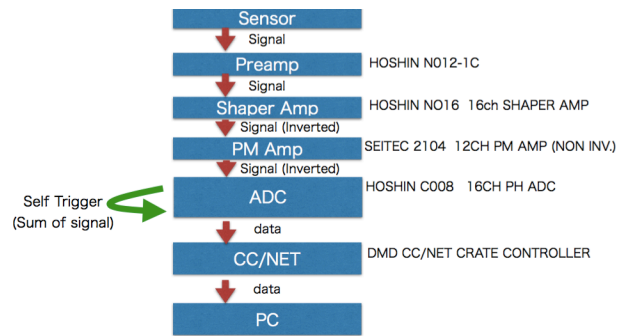 Sensor
Signal
Preamp
HOSHIN N012-1C
Signal
Shaper Amp
HOSHIN NO16 16ch SHAPER AMP
Signal (Inverted)
PM Amp
SEITEC 2104 12CH PM AMP (NON INV.)
Signal (Inverted)
HOSHIN C008 16CH PH ADC
ADC
Self Trigger
(Sum of signal)
data
CC/NET
DMD CC/NET CRATE CONTROLLER
data
PC